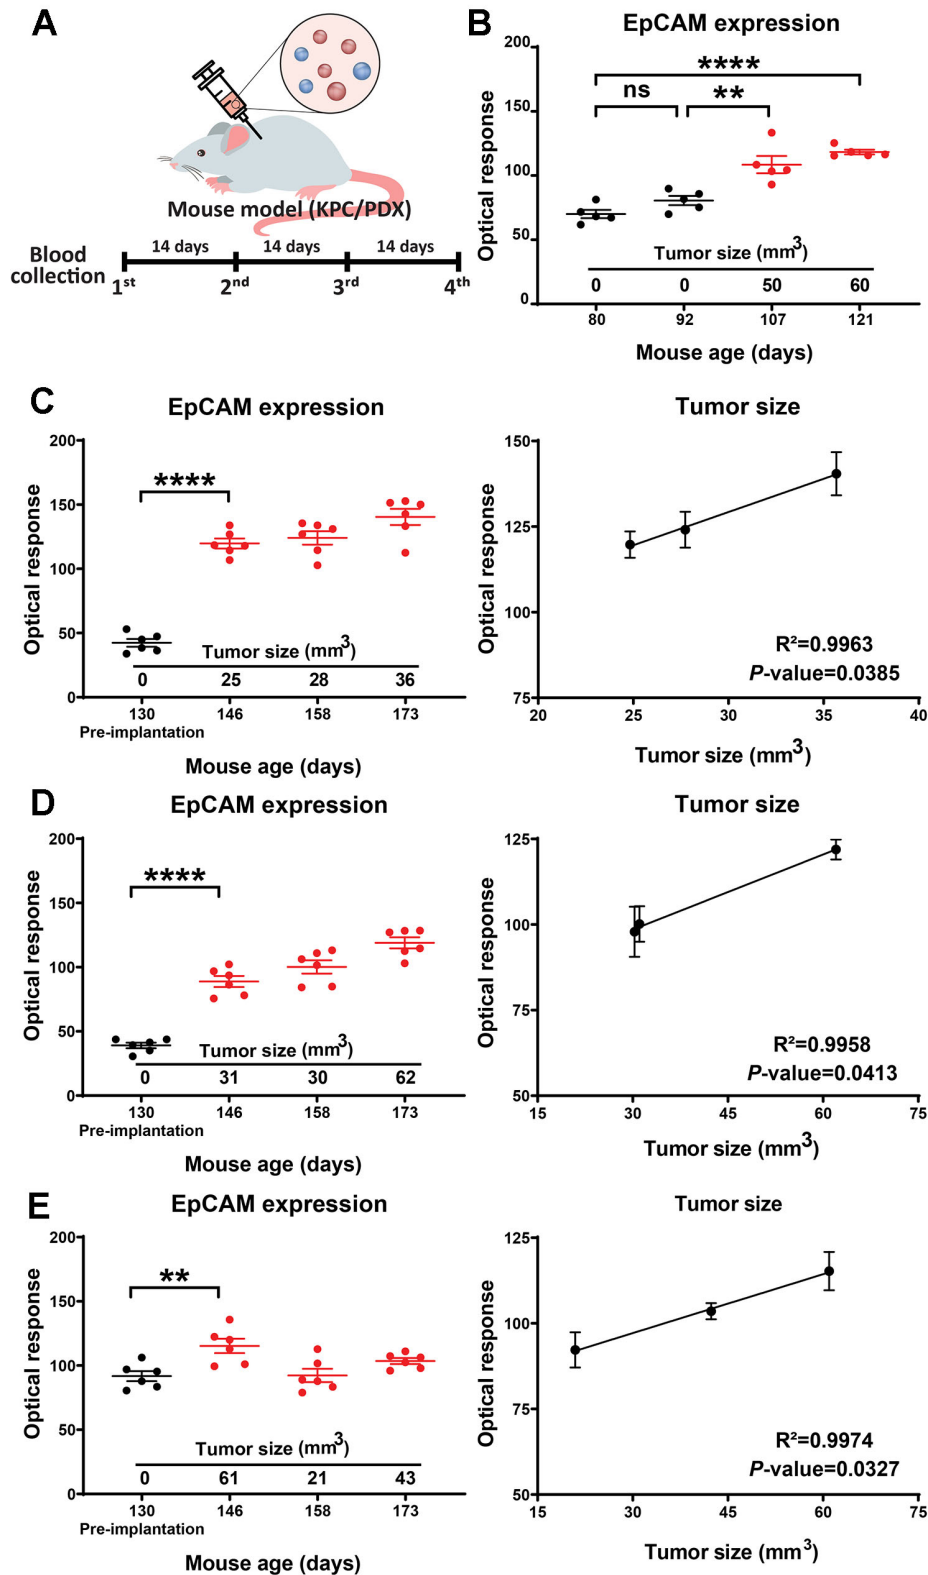 A
Mouse model (KPC/PDX)
Blood collection
14 days 14 days 14 days
1st 2nd 3rd 4th
B
EpCAM expression
Optical response
200
150
100
50
0
ns ** ****
Tumor size (mm3)
0 0 50 60
80 92 107 121
Mouse age (days)
C
EpCAM expression
Optical response
200
150
100
50
0
****
Tumor size (mm3)
0 25 28 36
130 146 158 173
Pre-implantation
Mouse age (days)
Tumor size
Optical response
150
125
100
75
R²=0.9963
P-value=0.0385
20 25 30 35 40
Tumor size (mm3)
D
EpCAM expression
Optical response
200
150
100
50
0
****
Tumor size (mm3)
0 31 30 62
130 146 158 173
Pre-implantation
Mouse age (days)
Tumor size
Optical response
125
100
75
50
R²=0.9958
P-value=0.0413
15 30 45 60 75
Tumor size (mm3)
E
EpCAM expression
Optical response
200
150
100
50
0
**
Tumor size (mm3)
0 61 21 43
130 146 158 173
Pre-implantation
Mouse age (days)
Tumor size
Optical response
125
100
75
50
R²=0.9974
P-value=0.0327
15 30 45 60 75
Tumor size (mm3)